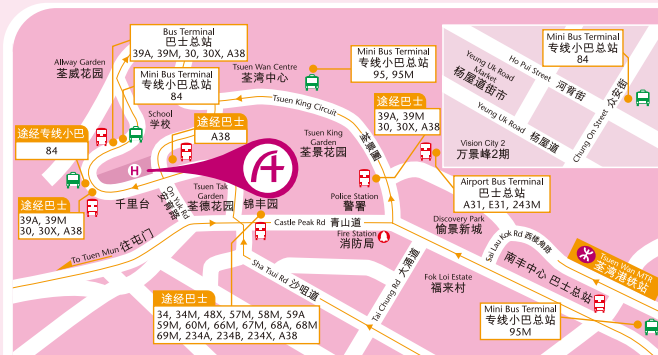 Bus Terminal
巴士总站
39A, 39M, 30, 30X, A38
Allway Garden
荃威花园
Mini Bus Terminal
专线小巴总站
84
Tsuen Wan Centre
荃湾中心
Mini Bus Terminal
专线小巴总站
95, 95M
Mini Bus Terminal
专线小巴总站
84
Yeung Uk Road
Market
杨屋道街市
Ho Pui Street 河背街
Yeung Uk Road 杨屋道
Chung On Street 众安街
Vision City 2
万景峰2期
School
学校
途经巴士
A38
Tsuen King Circuit
荃景圍
Tsuen King
Garden
荃景花园
途经巴士
39A, 39M
30, 30X, A38
途经专线小巴
84
H
A
千里台
On Yuk Rd
安育路
Tsuen Tak
Garden
荃德花园
锦丰园
Police Station
警署
Airport Bus Terminal
巴士总站
A31, E31, 243M
途经巴士
39A, 39M
30, 30X, A38
Castle Peak Rd 青山道
Fire Station
消防局
Discovery Park
愉景新城
Sai Lau Kok Rd 西楼角路
Tsuen Wan MTR
荃湾港铁站
To Tuen Mun 往屯门
Sha Tsui Rd 沙咀道
Tai Chung Rd 大涌道
Fok Loi Estate
福来村
南丰中心 巴士总站
途经巴士
34, 34M, 48X, 57M, 58M, 59A
59M, 60M, 66M, 67M, 68A, 68M
69M, 234A, 234B, 234X, A38
Mini Bus Terminal
专线小巴总站
95M